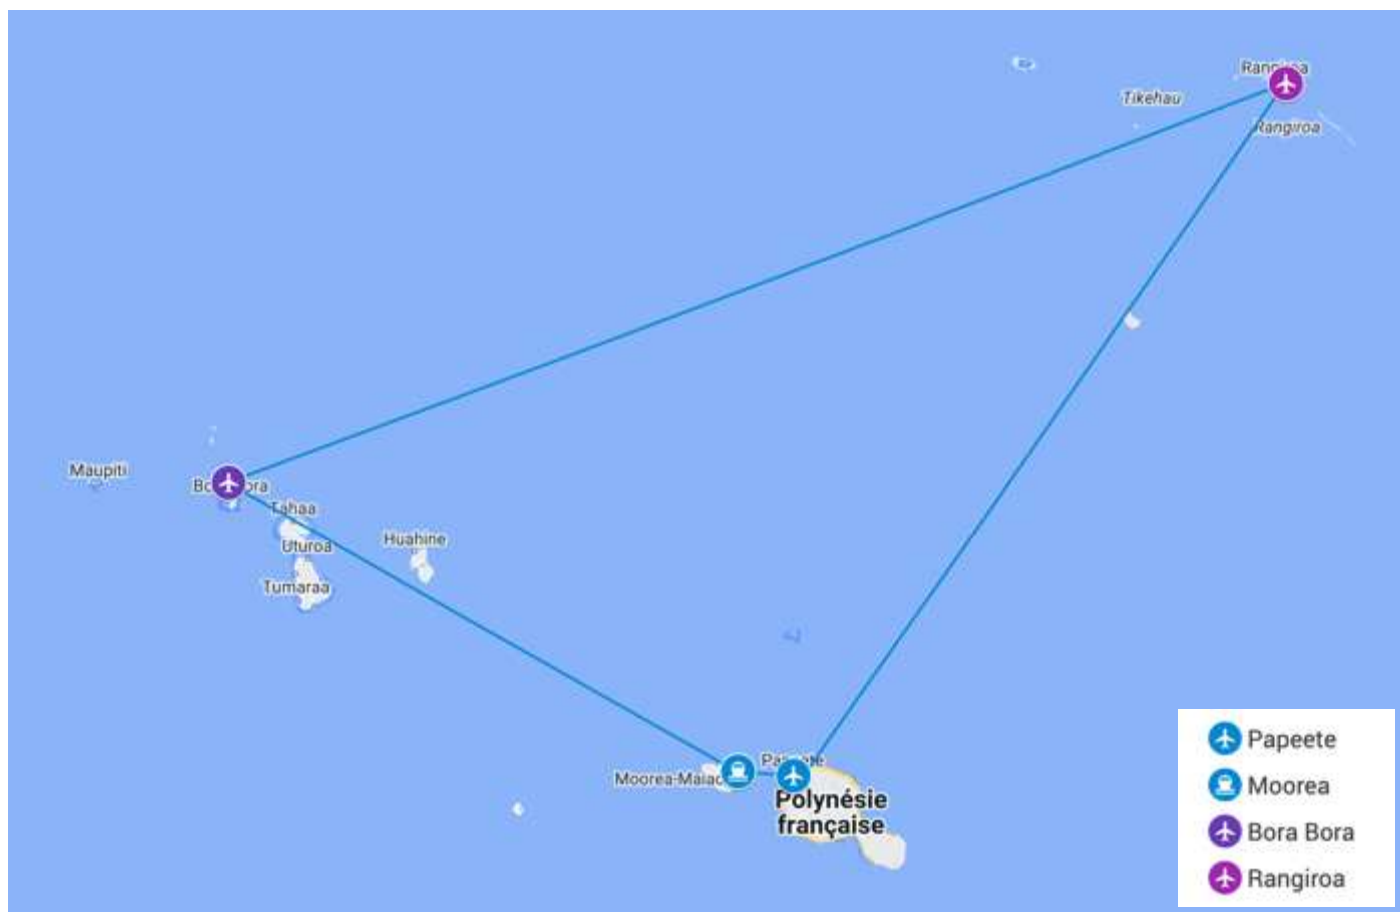 Tikehau
Rangiroa
Maupiti
Tahaa
Uturoa
Tumaraa
Huahine
Polynésie
française
Papeete
Moorea
Bora Bora
Rangiroa